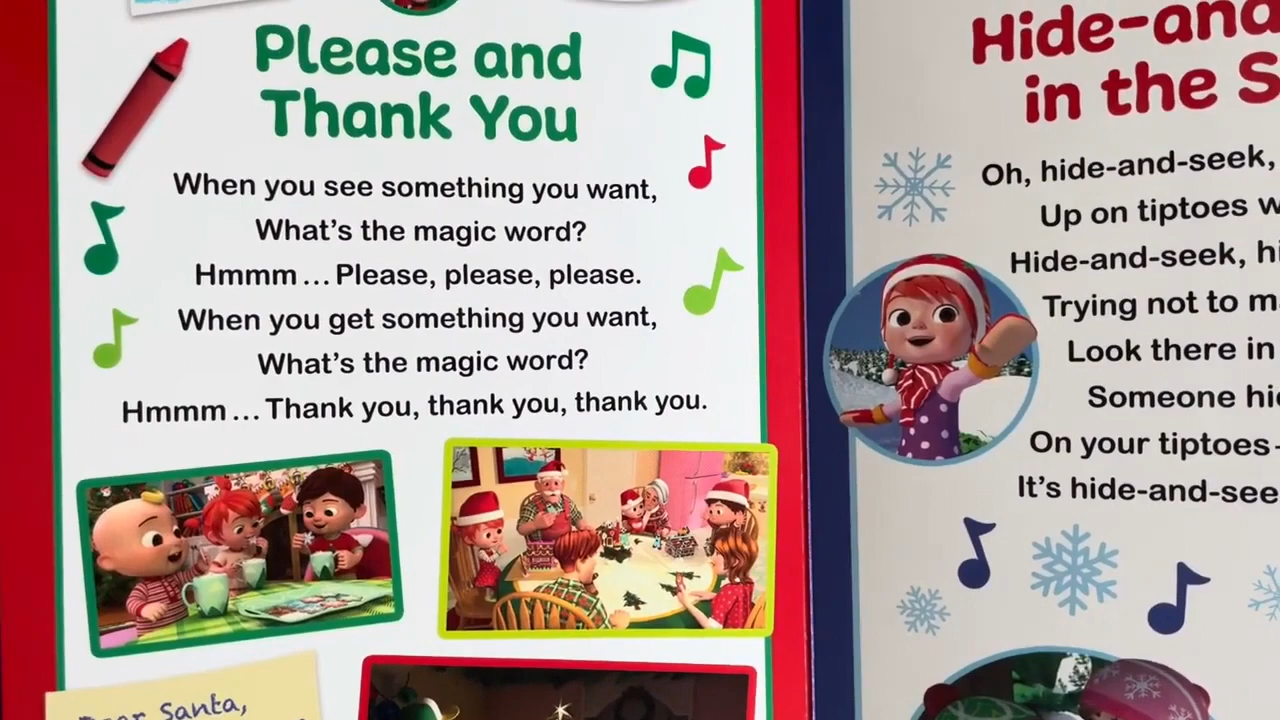 Please and
Thank You
When you see something you want,
What's the magic word?
Hmmm... Please, please, please.
When you get something you want,
What's the magic word?
Hmmm... Thank you, thank you, thank you.
Dear Santa,
Hide-and
in the S
Oh, hide-and-seek,
Up on tiptoes w
Hide-and-seek, hi
Trying not to m
Look there in
Someone hi
On your tiptoes-
It's hide-and-see